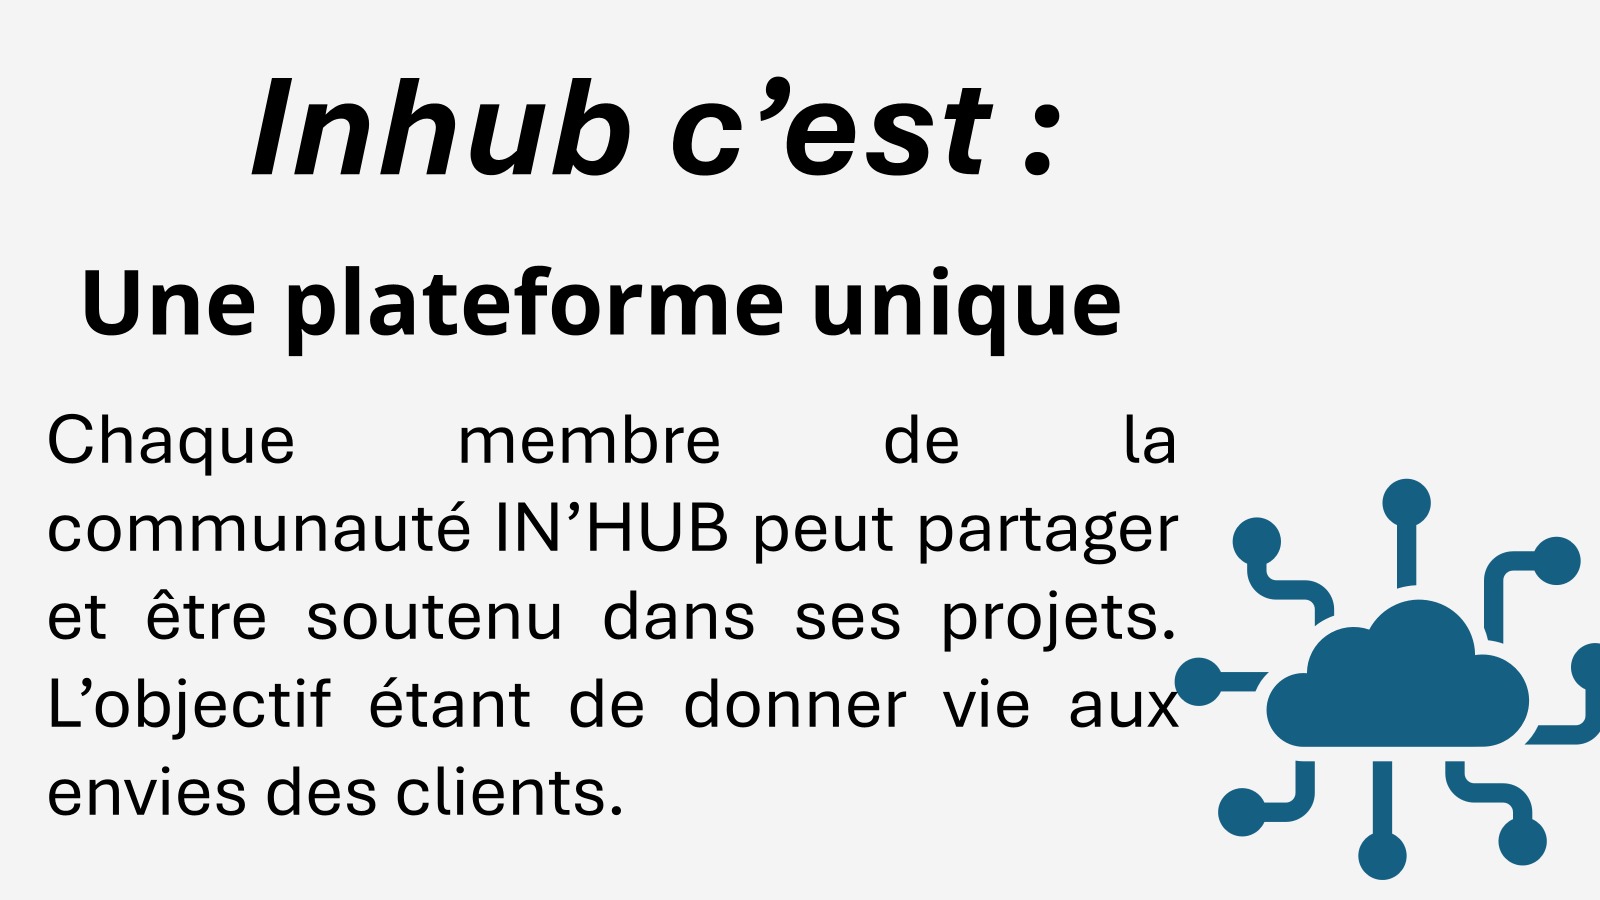 Inhub c’est :
Une plateforme unique
Chaque membre de la
communauté IN’HUB peut partager
et être soutenu dans ses projets.
L’objectif étant de donner vie aux
envies des clients.